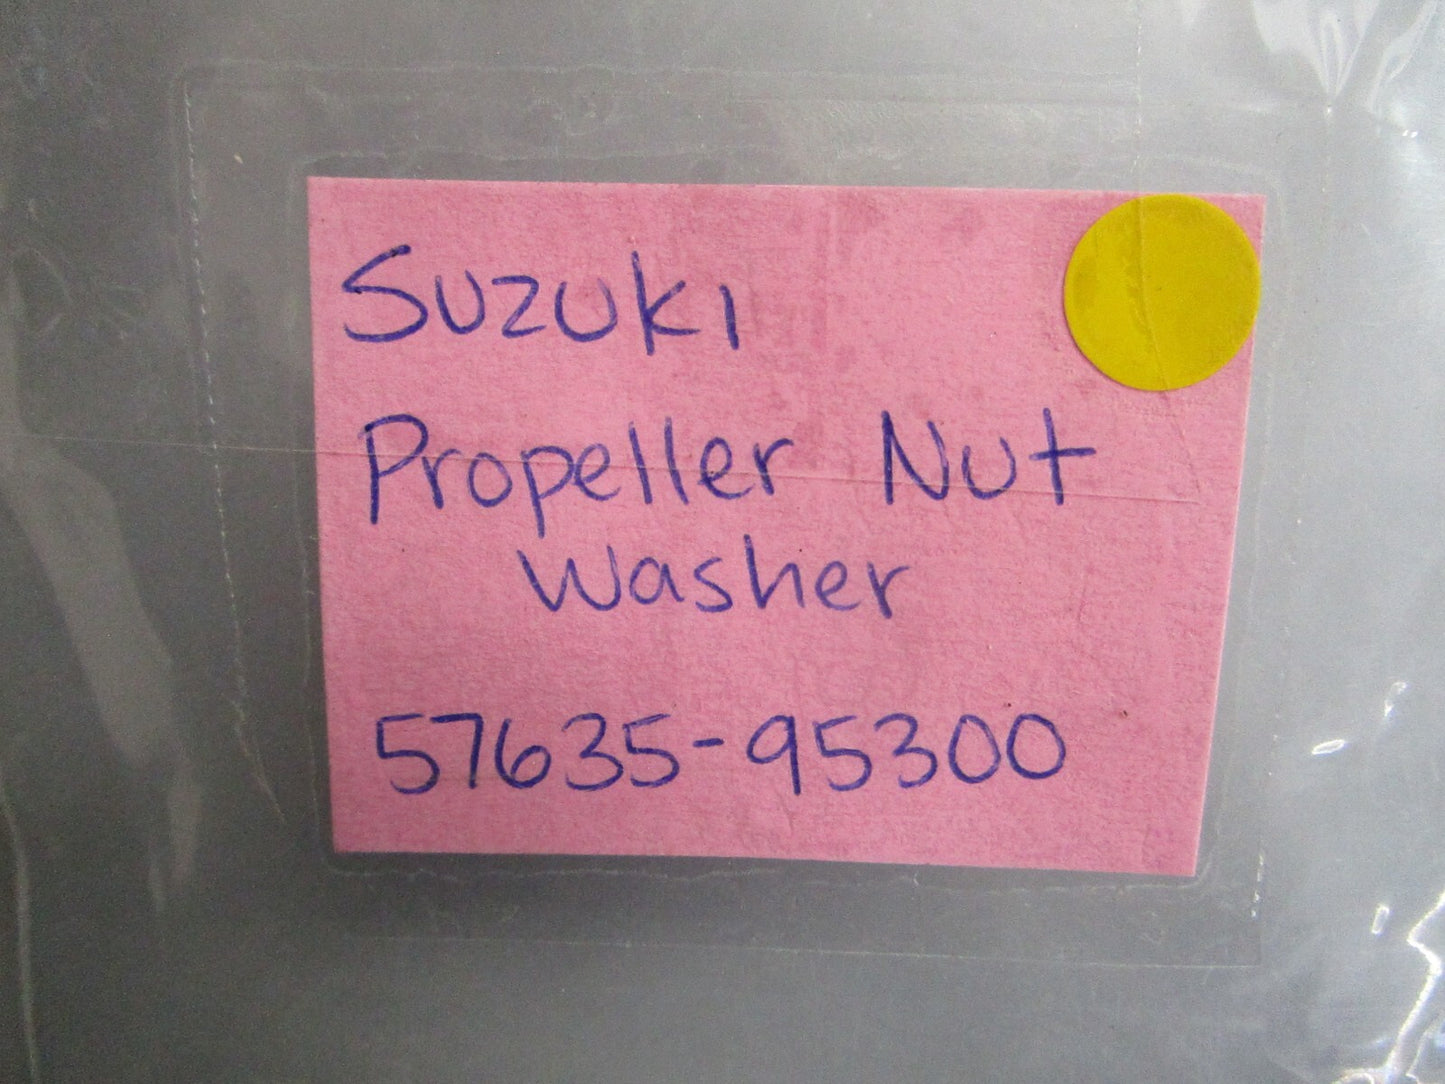 Suzuki
Propeller Nut
Washer
57635-95300